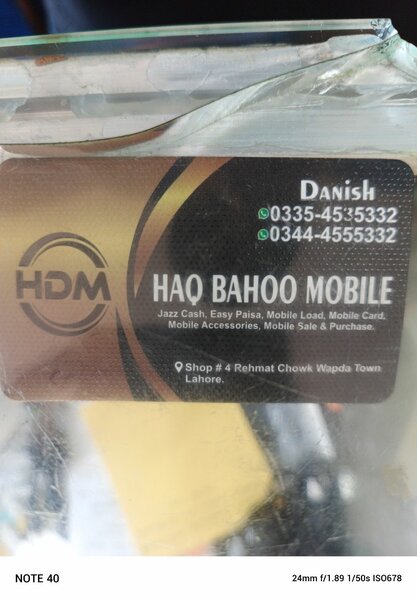 Danish
0335-4535332
0344-4555332
HDM
HAQ BAHOO MOBILE
Jazz Cash, Easy Paisa, Mobile Load, Mobile Card,
Mobile Accessories, Mobile Sale & Purchase.
Shop # 4 Rehmat Chowk Wapda Town
Lahore.
NOTE 40
24mm f/1.89 1/50s ISO678